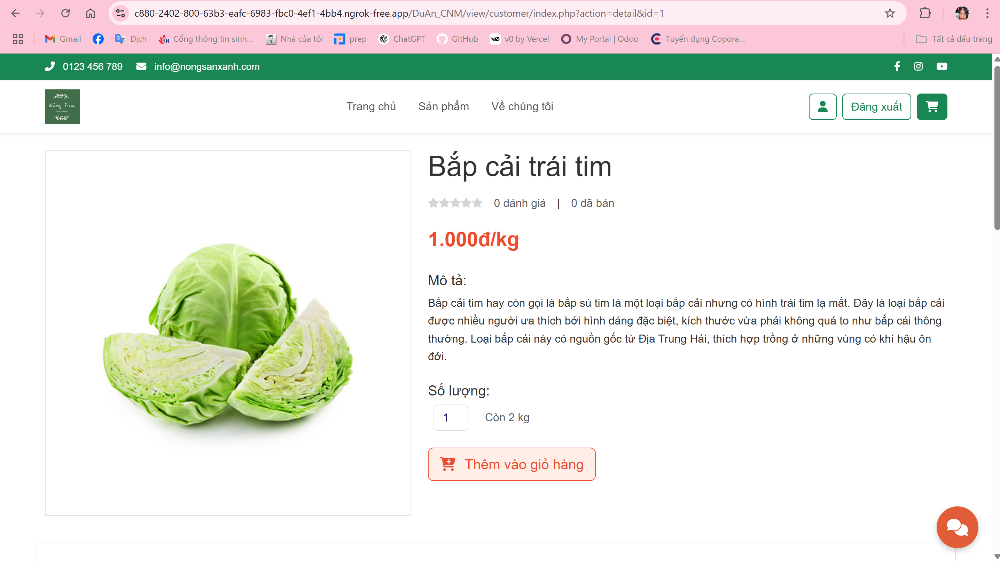 c880-2402-800-63b3-eafc-6983-fbc0-4ef1-4bb4.ngrok-free.app/DuAn_CNM/view/customer/index.php?action=detail&id=1
Gmail Dịch Cổng thông tin sinh... Nhà của tôi prep ChatGPT GitHub v0 v0 by Vercel My Portal | Odoo Tuyển dụng Copora... Tất cả dấu trang
0123 456 789 info@nongsanxanh.com
Nông Trại
Trang chủ Sản phẩm Về chúng tôi Đăng xuất
Bắp cải trái tim
0 đánh giá | 0 đã bán
1.000đ/kg
Mô tả:
Bắp cải tim hay còn gọi là bắp sú tim là một loại bắp cải nhưng có hình trái tim lạ mắt. Đây là loại bắp cải
được nhiều người ưa thích bởi hình dáng đặc biệt, kích thước vừa phải không quá to như bắp cải thông
thường. Loại bắp cải này có nguồn gốc từ Địa Trung Hải, thích hợp trồng ở những vùng có khí hậu ôn
đới.
Số lượng:
1 Còn 2 kg
Thêm vào giỏ hàng